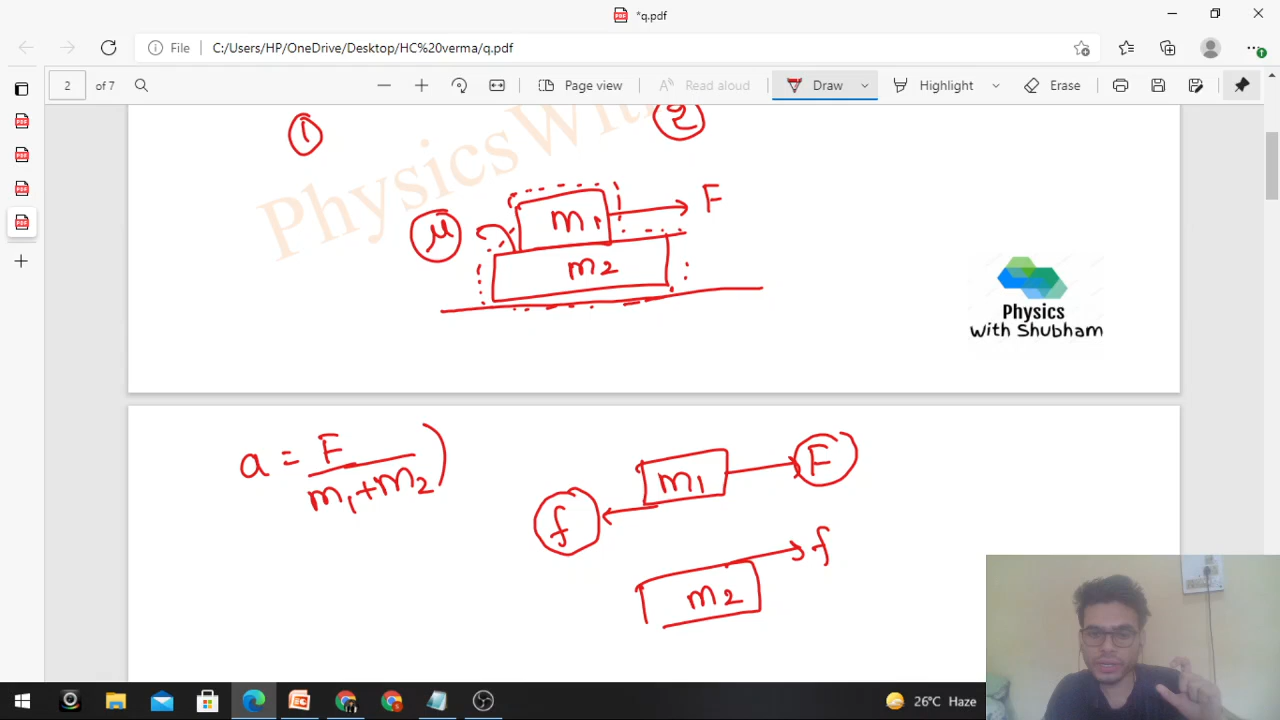 *q.pdf
File C:/Users/HP/OneDrive/Desktop/HC%20verma/q.pdf
2 of 7 Page view Read aloud Draw Highlight Erase
PhysicsWit
1
2
μ m1 F
m2
Physics
With Shubham
a = F
m1+m2
m1 F
f
m2 f
26°C Haze